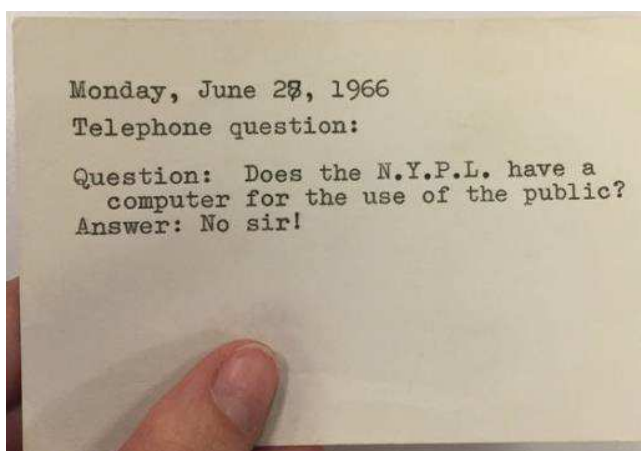 Monday, June 27, 1966
Telephone question:
Question: Does the N.Y.P.L. have a
computer for the use of the public?
Answer: No sir!